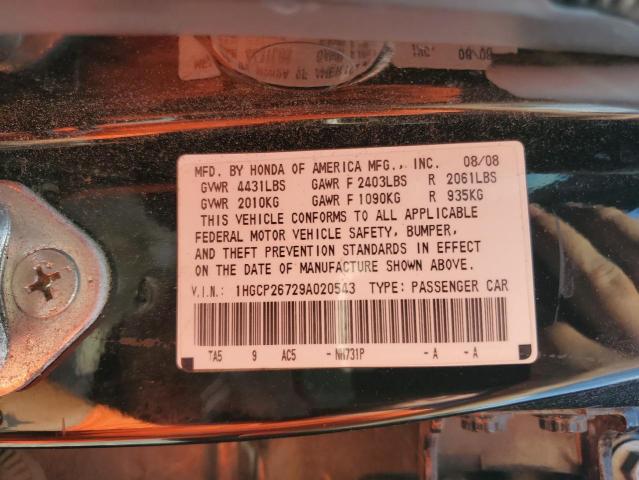 MFD. BY HONDA OF AMERICA MFG., INC. 08/08
GVWR 4431LBS GAWR F 2403LBS R 2061LBS
GVWR 2010KG GAWR F 1090KG R 935KG
THIS VEHICLE CONFORMS TO ALL APPLICABLE
FEDERAL MOTOR VEHICLE SAFETY, BUMPER,
AND THEFT PREVENTION STANDARDS IN EFFECT
ON THE DATE OF MANUFACTURE SHOWN ABOVE.
V.I.N.: 1HGCP26729A020543 TYPE: PASSENGER CAR
TA5 9 AC5 -NH731P -A -A